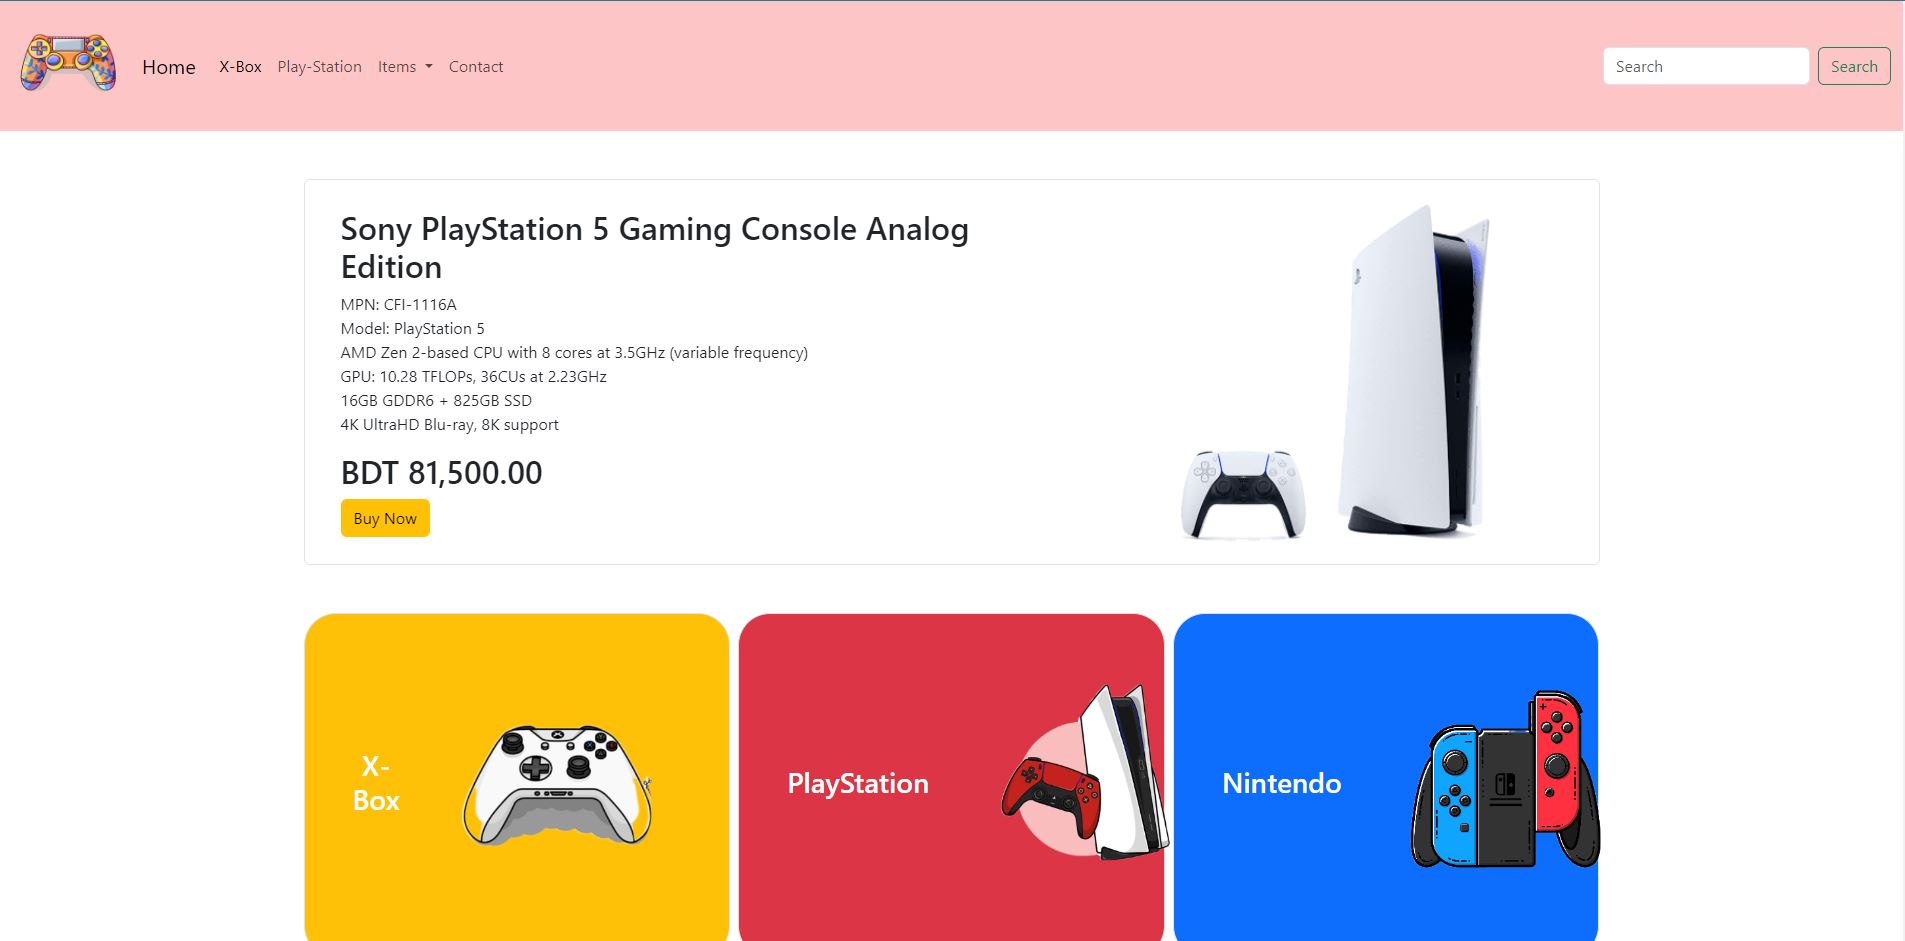 Home X-Box Play-Station Items Contact Search Search
Sony PlayStation 5 Gaming Console Analog
Edition
MPN: CFI-1116A
Model: PlayStation 5
AMD Zen 2-based CPU with 8 cores at 3.5GHz (variable frequency)
GPU: 10.28 TFLOPs, 36CUs at 2.23GHz
16GB GDDR6 + 825GB SSD
4K UltraHD Blu-ray, 8K support
BDT 81,500.00
Buy Now
X-
Box
PlayStation
Nintendo